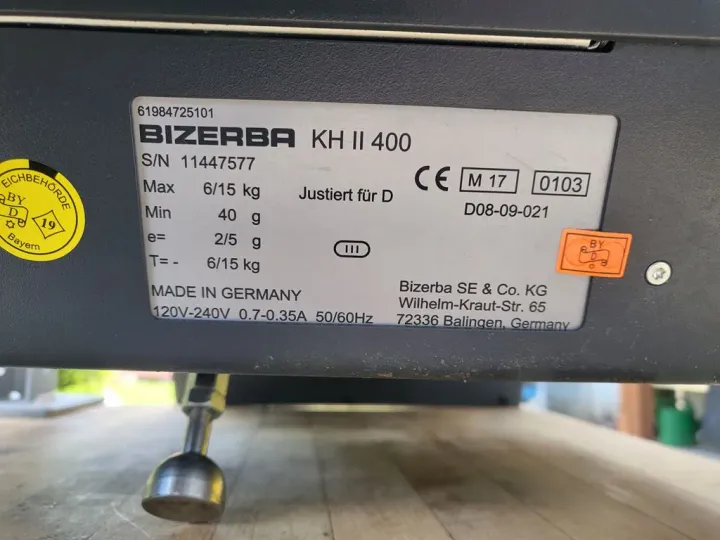 61984725101
BIZERBA KH II 400
S/N 11447577
Max 6/15 kg
Min 40 g
e= 2/5 g
T= - 6/15 kg
Justiert für D
III
CE M 17 0103
D08-09-021
MADE IN GERMANY
120V-240V 0.7-0.35A 50/60Hz
Bizerba SE & Co. KG
Wilhelm-Kraut-Str. 65
72336 Balingen, Germany
EICHBEHÖRDE
BY
D
19
Bayern
BY
D